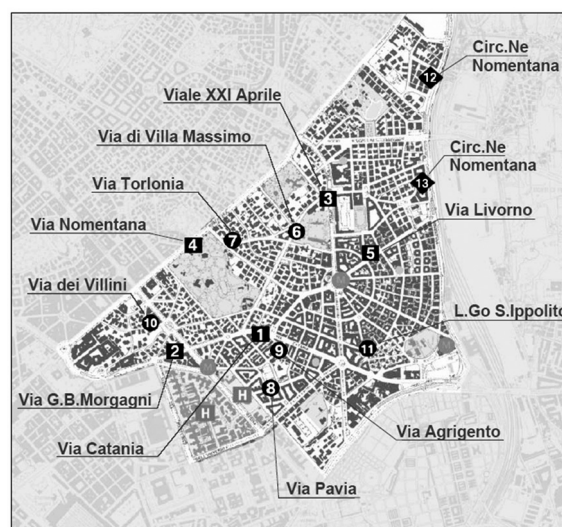 Circ.Ne
Nomentana
12
Viale XXI Aprile
Via di Villa Massimo
Circ.Ne
Nomentana
13
Via Torlonia
3
Via Livorno
Via Nomentana
4
7
6
5
Via dei Villini
10
L.Go S.Ippolito
1
2
9
11
Via G.B.Morgagni
8
H
H
Via Catania
Via Agrigento
Via Pavia